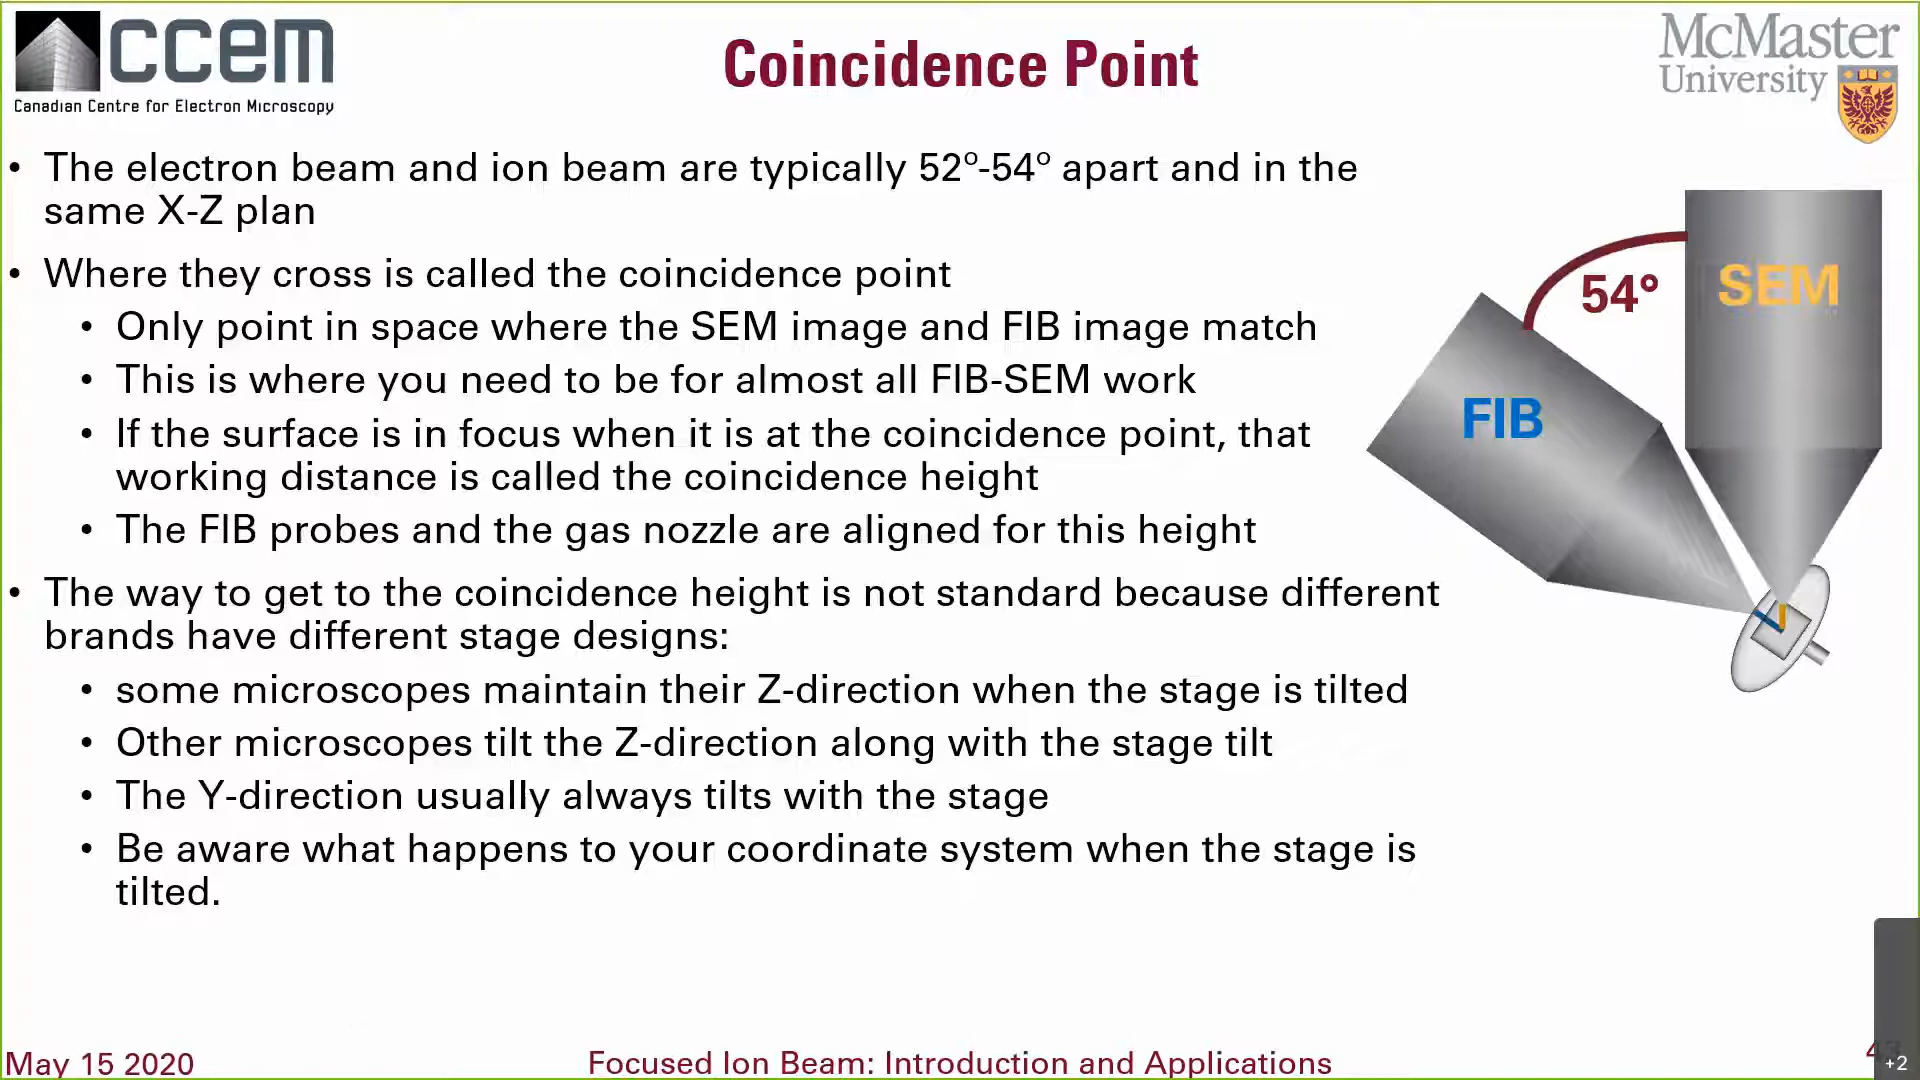 ccem
Canadian Centre for Electron Microscopy
Coincidence Point
McMaster
University
• The electron beam and ion beam are typically 52º-54º apart and in the
same X-Z plan
• Where they cross is called the coincidence point
• Only point in space where the SEM image and FIB image match
• This is where you need to be for almost all FIB-SEM work
• If the surface is in focus when it is at the coincidence point, that
working distance is called the coincidence height
• The FIB probes and the gas nozzle are aligned for this height
• The way to get to the coincidence height is not standard because different
brands have different stage designs:
• some microscopes maintain their Z-direction when the stage is tilted
• Other microscopes tilt the Z-direction along with the stage tilt
• The Y-direction usually always tilts with the stage
• Be aware what happens to your coordinate system when the stage is
tilted.
54°
SEM
FIB
May 15 2020
Focused Ion Beam: Introduction and Applications
+2